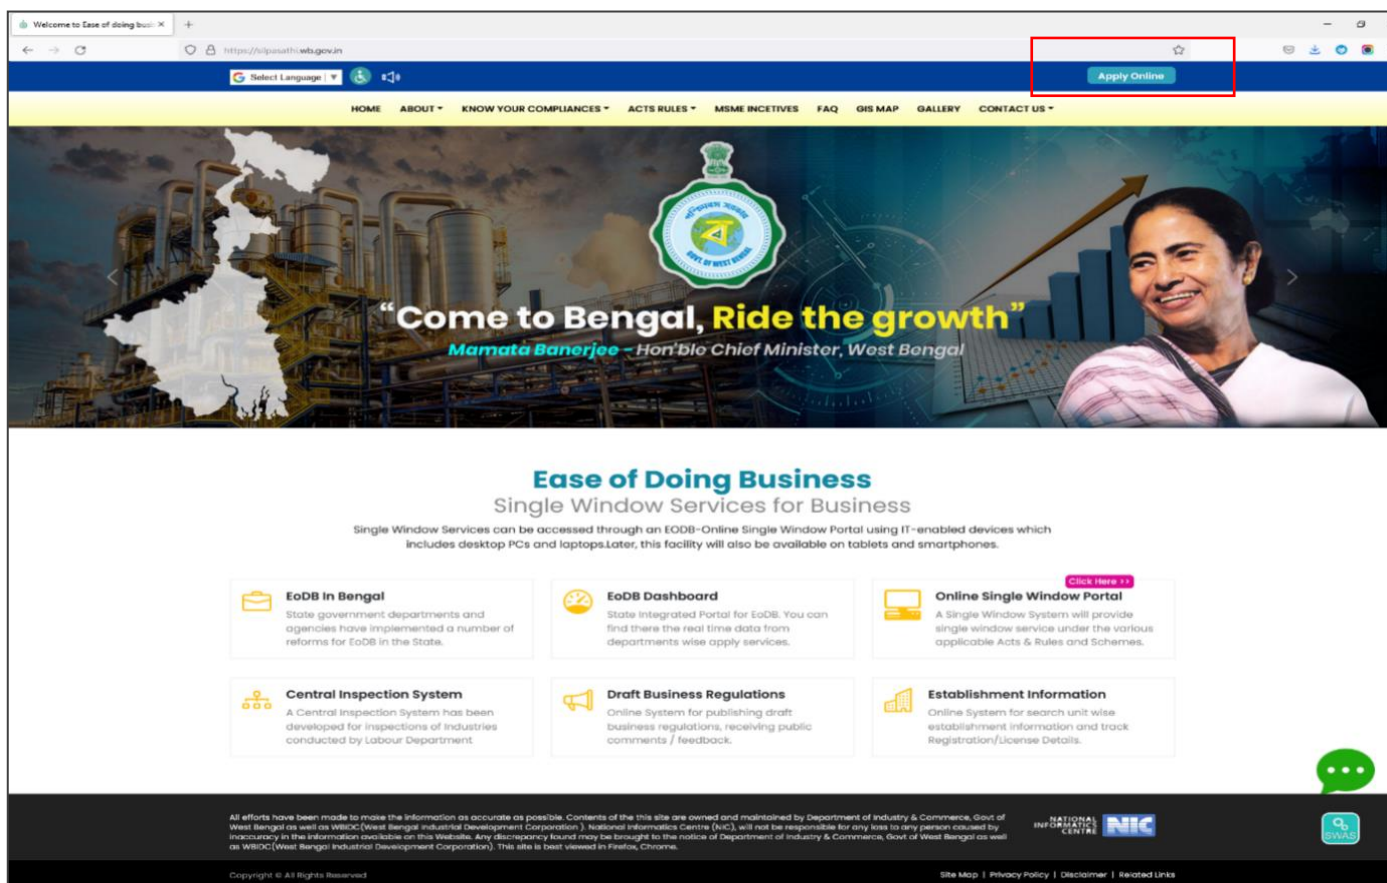 Welcome to Ease of doing busi
https://silpasathi.wb.gov.in
Select Language
Apply Online
HOME ABOUT KNOW YOUR COMPLIANCES ACTS RULES MSME INCETIVES FAQ GIS MAP GALLERY CONTACT US
GOVT. OF WEST BENGAL
“Come to Bengal, Ride the growth”
Mamata Banerjee - Hon'ble Chief Minister, West Bengal
Ease of Doing Business
Single Window Services for Business
Single Window Services can be accessed through an EODB-Online Single Window Portal using IT-enabled devices which
includes desktop PCs and laptops.Later, this facility will also be available on tablets and smartphones.
EoDB In Bengal
State government departments and
agencies have implemented a number of
reforms for EoDB in the State.
EoDB Dashboard
State Integrated Portal for EoDB. You can
find there the real time data from
departments wise apply services.
Click Here >>
Online Single Window Portal
A Single Window System will provide
single window service under the various
applicable Acts & Rules and Schemes.
Central Inspection System
A Central Inspection System has been
developed for inspections of Industries
conducted by Labour Department
Draft Business Regulations
Online System for publishing draft
business regulations, receiving public
comments / feedback.
Establishment Information
Online System for search unit wise
establishment information and track
Registration/License Details.
All efforts have been made to make the information as accurate as possible. Contents of the this site are owned and maintained by Department of Industry & Commerce, Govt of
West Bengal as well as WBIDC(West Bengal Industrial Development Corporation ). National Informatics Centre (NIC), will not be responsible for any loss to any person caused by
inaccuracy in the information available on this Website. Any discrepancy found may be brought to the notice of Department of Industry & Commerce, Govt of West Bengal as well
as WBIDC(West Bengal Industrial Development Corporation). This site is best viewed in Firefox, Chrome.
NATIONAL
INFORMATICS
CENTRE
NIC
SWAS
Copyright © All Rights Reserved
Site Map | Privacy Policy | Disclaimer | Related Links